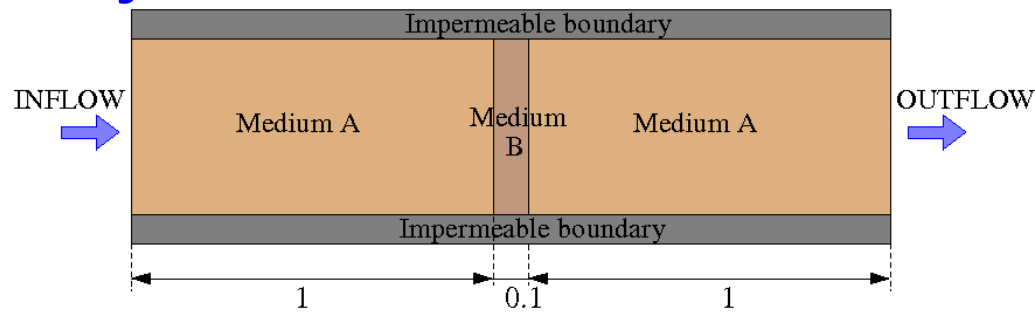 Impermeable boundary
INFLOW
OUTFLOW
Medium A
Medium
B
Medium A
Impermeable boundary
1
0.1
1